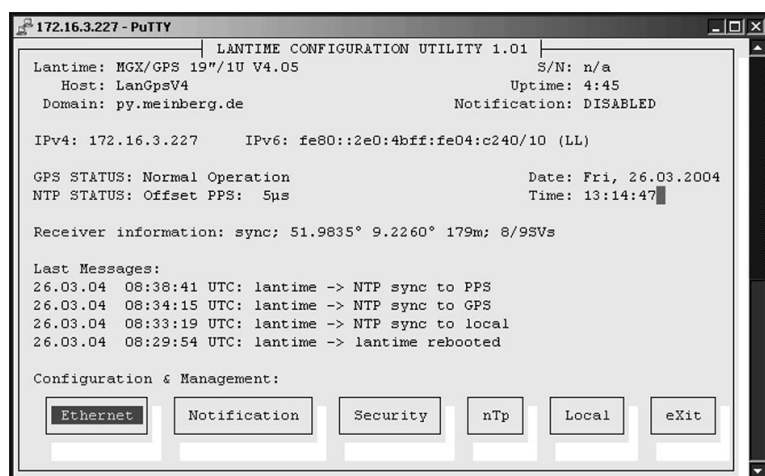 172.16.3.227 - PuTTY
LANTIME CONFIGURATION UTILITY 1.01
Lantime: MGX/GPS 19"/1U V4.05 S/N: n/a
Host: LanGpsV4 Uptime: 4:45
Domain: py.meinberg.de Notification: DISABLED
IPv4: 172.16.3.227 IPv6: fe80::2e0:4bff:fe04:c240/10 (LL)
GPS STATUS: Normal Operation Date: Fri, 26.03.2004
NTP STATUS: Offset PPS: 5µs Time: 13:14:47
Receiver information: sync; 51.9835° 9.2260° 179m; 8/9SVs
Last Messages:
26.03.04 08:38:41 UTC: lantime -> NTP sync to PPS
26.03.04 08:34:15 UTC: lantime -> NTP sync to GPS
26.03.04 08:33:19 UTC: lantime -> NTP sync to local
26.03.04 08:29:54 UTC: lantime -> lantime rebooted
Configuration & Management:
Ethernet Notification Security nTp Local eXit